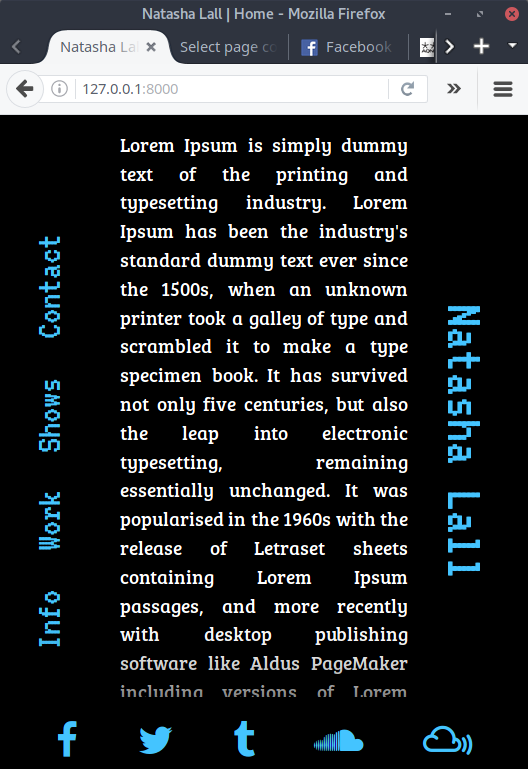 Natasha Lall | Home - Mozilla Firefox
Natasha Lal
Select page co
Facebook
127.0.0.1:8000
Lorem Ipsum is simply dummy
text of the printing and
typesetting industry. Lorem
Ipsum has been the industry's
standard dummy text ever since
the 1500s, when an unknown
printer took a galley of type and
scrambled it to make a type
specimen book. It has survived
not only five centuries, but also
the leap into electronic
typesetting, remaining
essentially unchanged. It was
popularised in the 1960s with the
release of Letraset sheets
containing Lorem Ipsum
passages, and more recently
with desktop publishing
software like Aldus PageMaker
including versions of Lorem
Contact
Shows
Work
Info
Natasha Lall